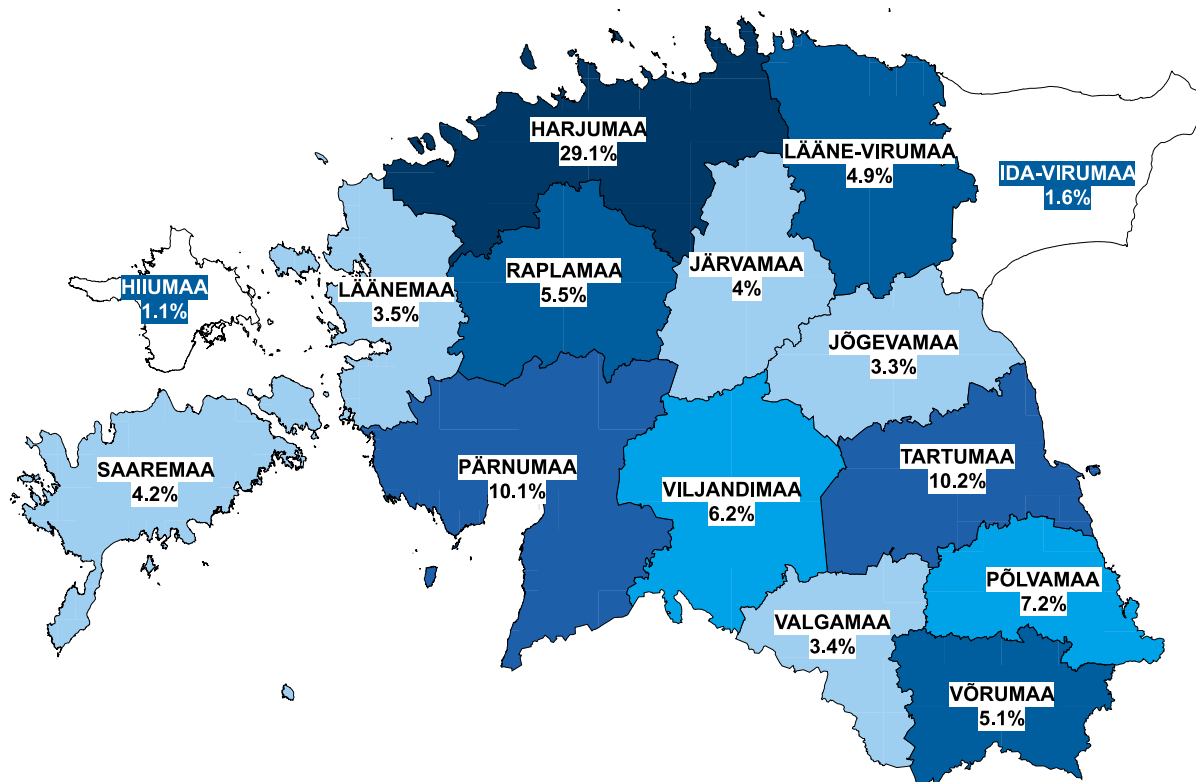 HARJUMAA
29.1%
LÄÄNE-VIRUMAA
4.9%
IDA-VIRUMAA
1.6%
HIIUMAA
1.1%
LÄÄNEMAA
3.5%
RAPLAMAA
5.5%
JÄRVAMAA
4%
JÕGEVAMAA
3.3%
SAAREMAA
4.2%
PÄRNUMAA
10.1%
VILJANDIMAA
6.2%
TARTUMAA
10.2%
PÕLVAMAA
7.2%
VALGAMAA
3.4%
VÕRUMAA
5.1%